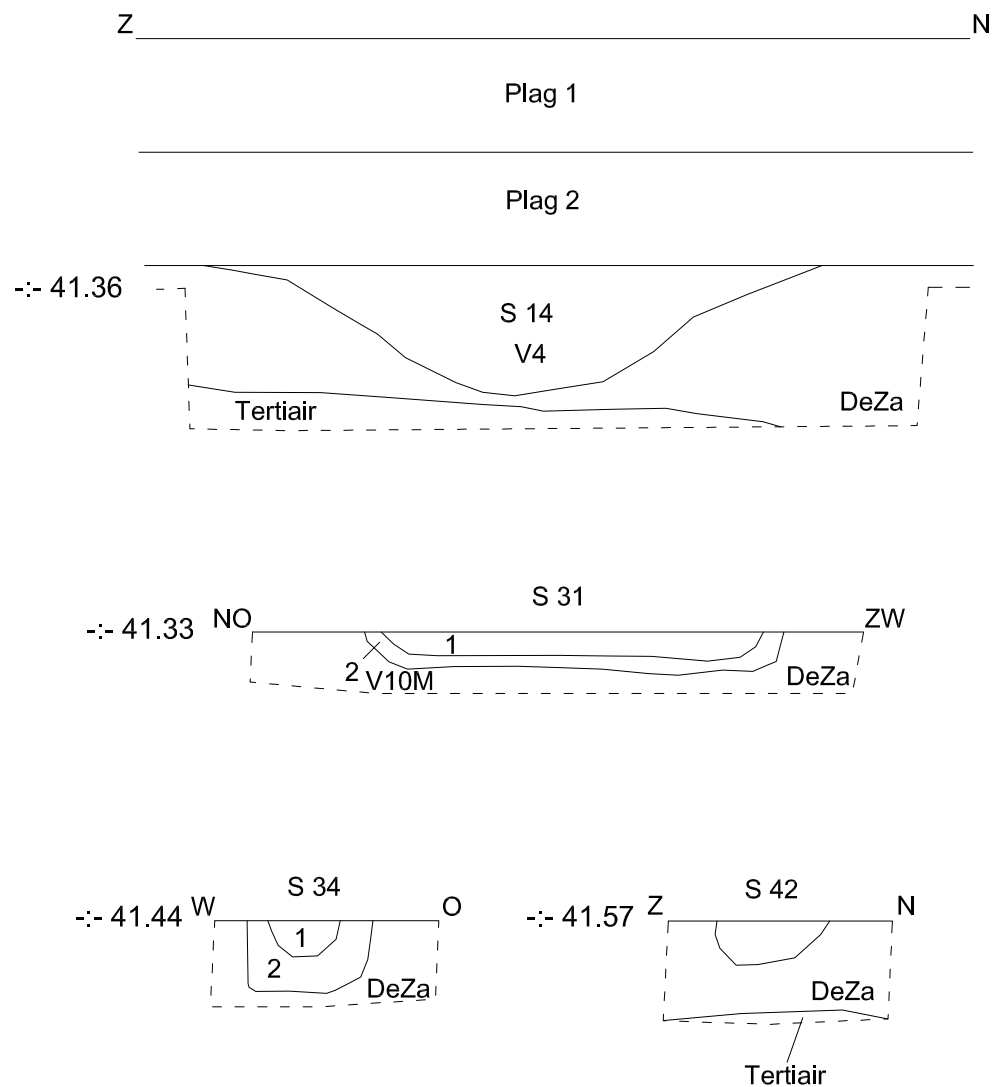 Z N
Plag 1
Plag 2
-:- 41.36
S 14
V4
DeZa
Tertiair
S 31
-:- 41.33 NO ZW
1
2 V10M DeZa
S 34
-:- 41.44 W O
1
2
DeZa
S 42
-:- 41.57 Z N
DeZa
Tertiair